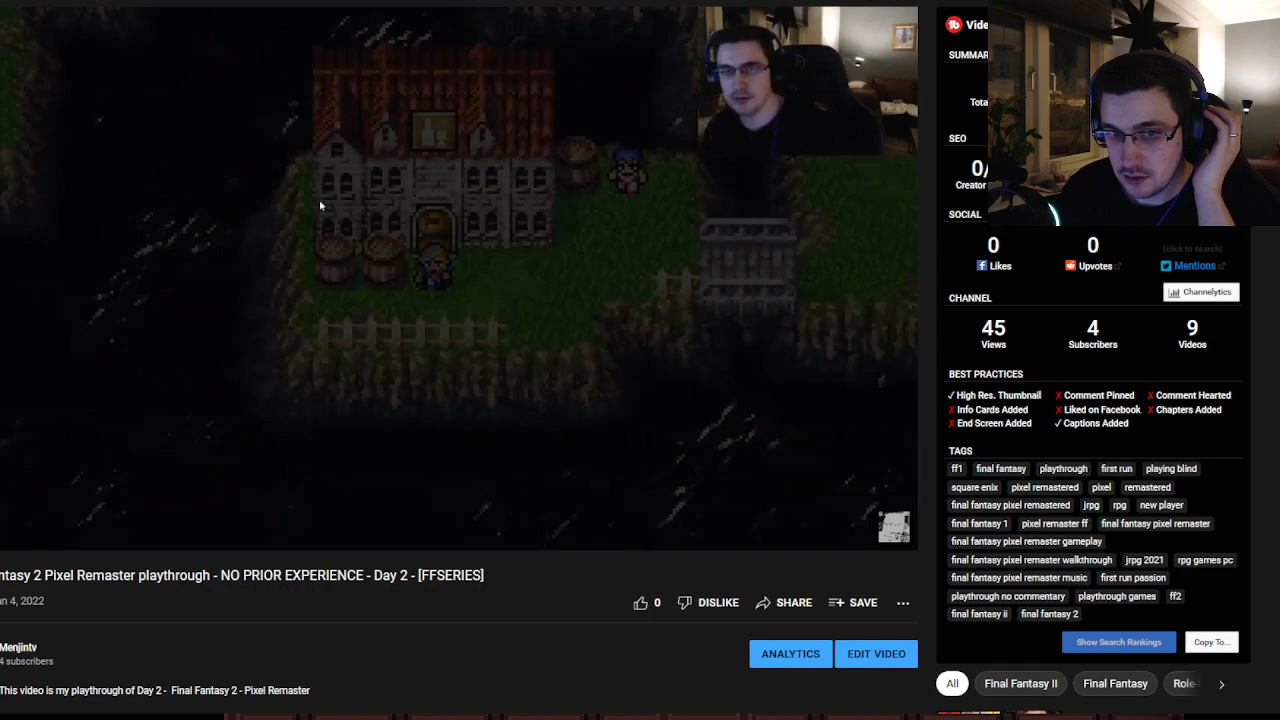 Vide
SUMMAR
Tota
SEO
0/
Creator
SOCIAL
0 0 (click to search)
Likes Upvotes Mentions
Channelytics
CHANNEL
45 4 9
Views Subscribers Videos
BEST PRACTICES
✓ High Res. Thumbnail ✗ Comment Pinned ✗ Comment Hearted
✗ Info Cards Added ✗ Liked on Facebook ✗ Chapters Added
✗ End Screen Added ✓ Captions Added
TAGS
ff1 final fantasy playthrough first run playing blind
square enix pixel remastered pixel remastered
final fantasy pixel remastered jrpg rpg new player
final fantasy 1 pixel remaster ff final fantasy pixel remaster
final fantasy pixel remaster gameplay
final fantasy pixel remaster walkthrough jrpg 2021 rpg games pc
final fantasy pixel remaster music first run passion
playthrough no commentary playthrough games ff2
final fantasy ii final fantasy 2
Show Search Rankings Copy To...
All Final Fantasy II Final Fantasy Role-
ntasy 2 Pixel Remaster playthrough - NO PRIOR EXPERIENCE - Day 2 - [FFSERIES]
n 4, 2022
0 DISLIKE SHARE SAVE ...
Menjintv
4 subscribers
ANALYTICS EDIT VIDEO
This video is my playthrough of Day 2 - Final Fantasy 2 - Pixel Remaster